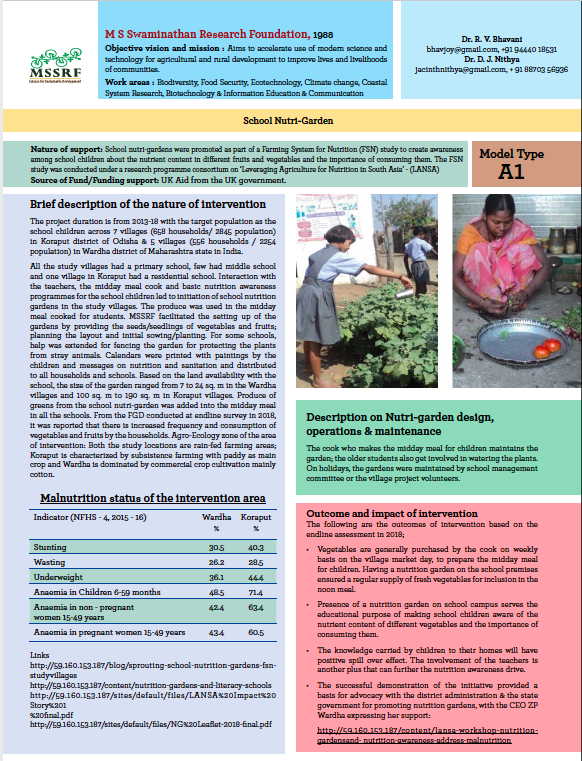 MSSRF
M S Swaminathan Research Foundation, 1988
Objective vision and mission : Aims to accelerate use of modern science and
technology for agricultural and rural development to improve lives and livelihoods
of communities.
Work areas : Biodiversity, Food Security, Ecotechnology, Climate change, Coastal
System Research, Biotechnology & Information Education & Communication
Dr. R. V. Bhavani
bhavjoy@gmail.com, +91 94440 18531
Dr. D. J. Nithya
jacinthnithya@gmail.com, + 91 88703 56936
School Nutri-Garden
Nature of support: School nutri-gardens were promoted as part of a Farming System for Nutrition (FSN) study to create awareness
among school children about the nutrient content in different fruits and vegetables and the importance of consuming them. The FSN
study was conducted under a research programme consortium on 'Leveraging Agriculture for Nutrition in South Asia' - (LANSA)
Source of Fund/Funding support: UK Aid from the UK government.
Model Type
A1
Brief description of the nature of intervention
The project duration is from 2013-18 with the target population as the
school children across 7 villages (658 households/ 2845 population)
in Koraput district of Odisha & 5 villages (556 households / 2254
population) in Wardha district of Maharashtra state in India.
All the study villages had a primary school, few had middle school
and one village in Koraput had a residential school. Interaction with
the teachers, the midday meal cook and basic nutrition awareness
programmes for the school children led to initiation of school nutrition
gardens in the study villages. The produce was used in the midday
meal cooked for students. MSSRF facilitated the setting up of the
gardens by providing the seeds/seedlings of vegetables and fruits;
planning the layout and initial sowing/planting. For some schools,
help was extended for fencing the garden for protecting the plants
from stray animals. Calendars were printed with paintings by the
children and messages on nutrition and sanitation and distributed
to all households and schools. Based on the land availability with the
school, the size of the garden ranged from 7 to 24 sq. m in the Wardha
villages and 100 sq. m to 190 sq. m in Koraput villages. Produce of
greens from the school nutri-garden was added into the midday meal
in all the schools. From the FGD conducted at endline survey in 2018,
it was reported that there is increased frequency and consumption of
vegetables and fruits by the households. Agro-Ecology zone of the area
of intervention: Both the study locations are rain-fed farming areas;
Koraput is characterized by subsistence farming with paddy as main
crop and Wardha is dominated by commercial crop cultivation mainly
cotton.
Malnutrition status of the intervention area
Indicator (NFHS - 4, 2015 - 16) Wardha Koraput
% %
Stunting 30.5 40.3
Wasting 26.2 28.5
Underweight 36.1 44.4
Anaemia in Children 6-59 months 48.5 71.4
Anaemia in non - pregnant 42.4 63.4
women 15-49 years
Anaemia in pregnant women 15-49 years 43.4 60.5
Links
http://59.160.153.187/blog/sprouting-school-nutrition-gardens-fsn-
studyvillages
http://59.160.153.187/content/nutrition-gardens-and-literacy-schools
http://59.160.153.187/sites/default/files/LANSA%20Impact%20
Story%201
%20final.pdf
http://59.160.153.187/sites/default/files/NG%20Leaflet-2018-final.pdf
Description on Nutri-garden design,
operations & maintenance
The cook who makes the midday meal for children maintains the
garden; the older students also get involved in watering the plants.
On holidays, the gardens were maintained by school management
committee or the village project volunteers.
Outcome and impact of intervention
The following are the outcomes of intervention based on the
endline assessment in 2018;
• Vegetables are generally purchased by the cook on weekly
basis on the village market day, to prepare the midday meal
for children. Having a nutrition garden on the school premises
ensured a regular supply of fresh vegetables for inclusion in the
noon meal.
• Presence of a nutrition garden on school campus serves the
educational purpose of making school children aware of the
nutrient content of different vegetables and the importance of
consuming them.
• The knowledge carried by children to their homes will have
positive spill over effect. The involvement of the teachers is
another plus that can further the nutrition awareness drive.
• The successful demonstration of the initiative provided a
basis for advocacy with the district administration & the state
government for promoting nutrition gardens, with the CEO ZP
Wardha expressing her support:
http://59.160.153.187/content/lansa-workshop-nutrition-
gardensand- nutrition-awareness-address-malnutrition